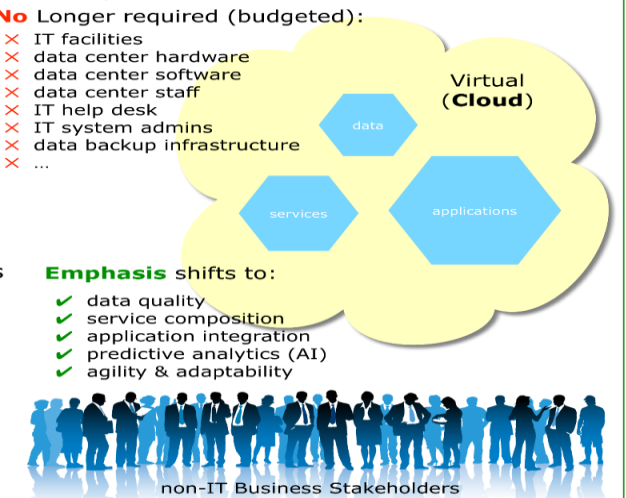 No Longer required (budgeted):
× IT facilities
× data center hardware
× data center software
× data center staff
× IT help desk
× IT system admins
× data backup infrastructure
× ...
Virtual
(Cloud)
data
services
applications
s
Emphasis shifts to:
✔ data quality
✔ service composition
✔ application integration
✔ predictive analytics (AI)
✔ agility & adaptability
non-IT Business Stakeholders